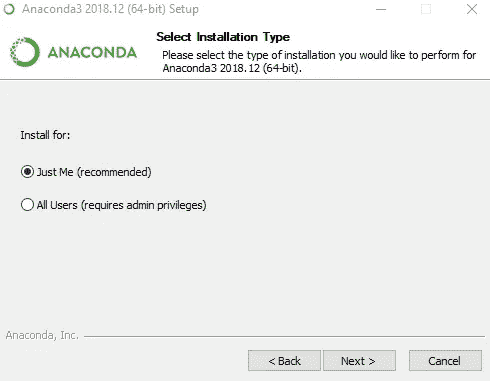 Anaconda3 2018.12 (64-bit) Setup
ANACONDA
Select Installation Type
Please select the type of installation you would like to perform for
Anaconda3 2018.12 (64-bit).
Install for:
Just Me (recommended)
All Users (requires admin privileges)
Anaconda, Inc.
< Back
Next >
Cancel